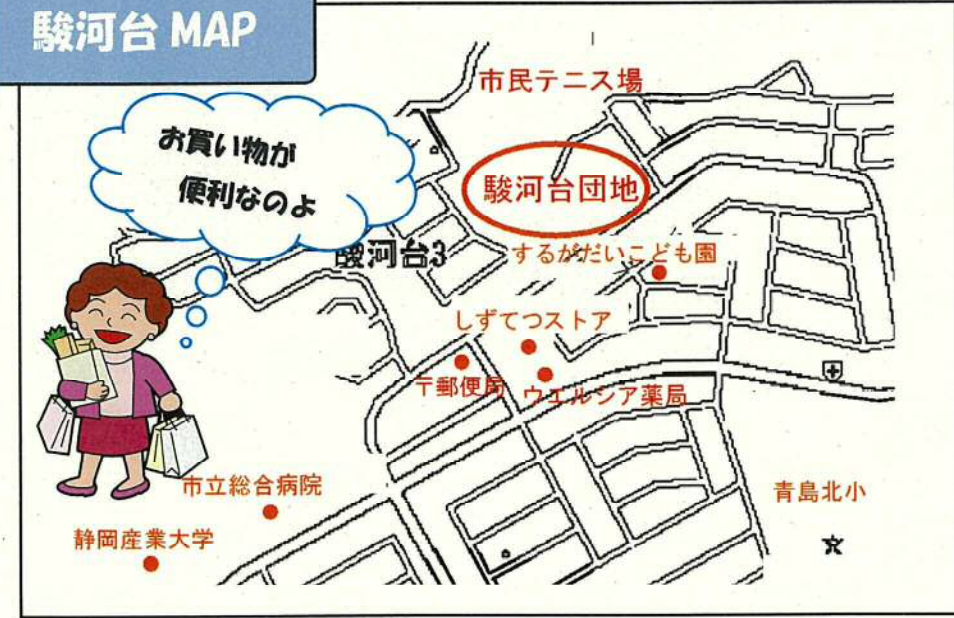 駿河台 MAP
お買い物が
便利なのよ
市民テニス場
駿河台団地
駿河台3
するがだいこども園
しずてつストア
〒郵便局
ウエルシア薬局
市立総合病院
青島北小
静岡産業大学
文